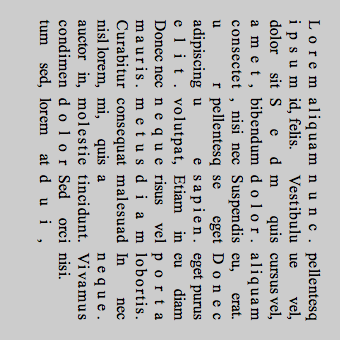 Lorem
ipsum
dolor sit
amet,
consectet
ur
adipiscing
elit.
Donec nec
mauris.
Curabitur
nisl lorem,
auctor in,
condimen
tum sed,
aliquam
id, felis.
Sed
bibendum
, nisi nec
pellentesq
ue
volutpat,
neque
metus
consequat
mi, quis
molestie
dolor
lorem at
nunc.
Vestibulu
m quis
dolor.
Suspendis
se eget
sapien.
Etiam in
risus vel
diam
malesuad
a
tincidunt.
Sed orci
dui,
pellentesq
ue vel,
cursus vel,
aliquam
eu, erat.
Donec
eget purus
eu diam
porta
lobortis.
In nec
neque.
Vivamus
nisi.